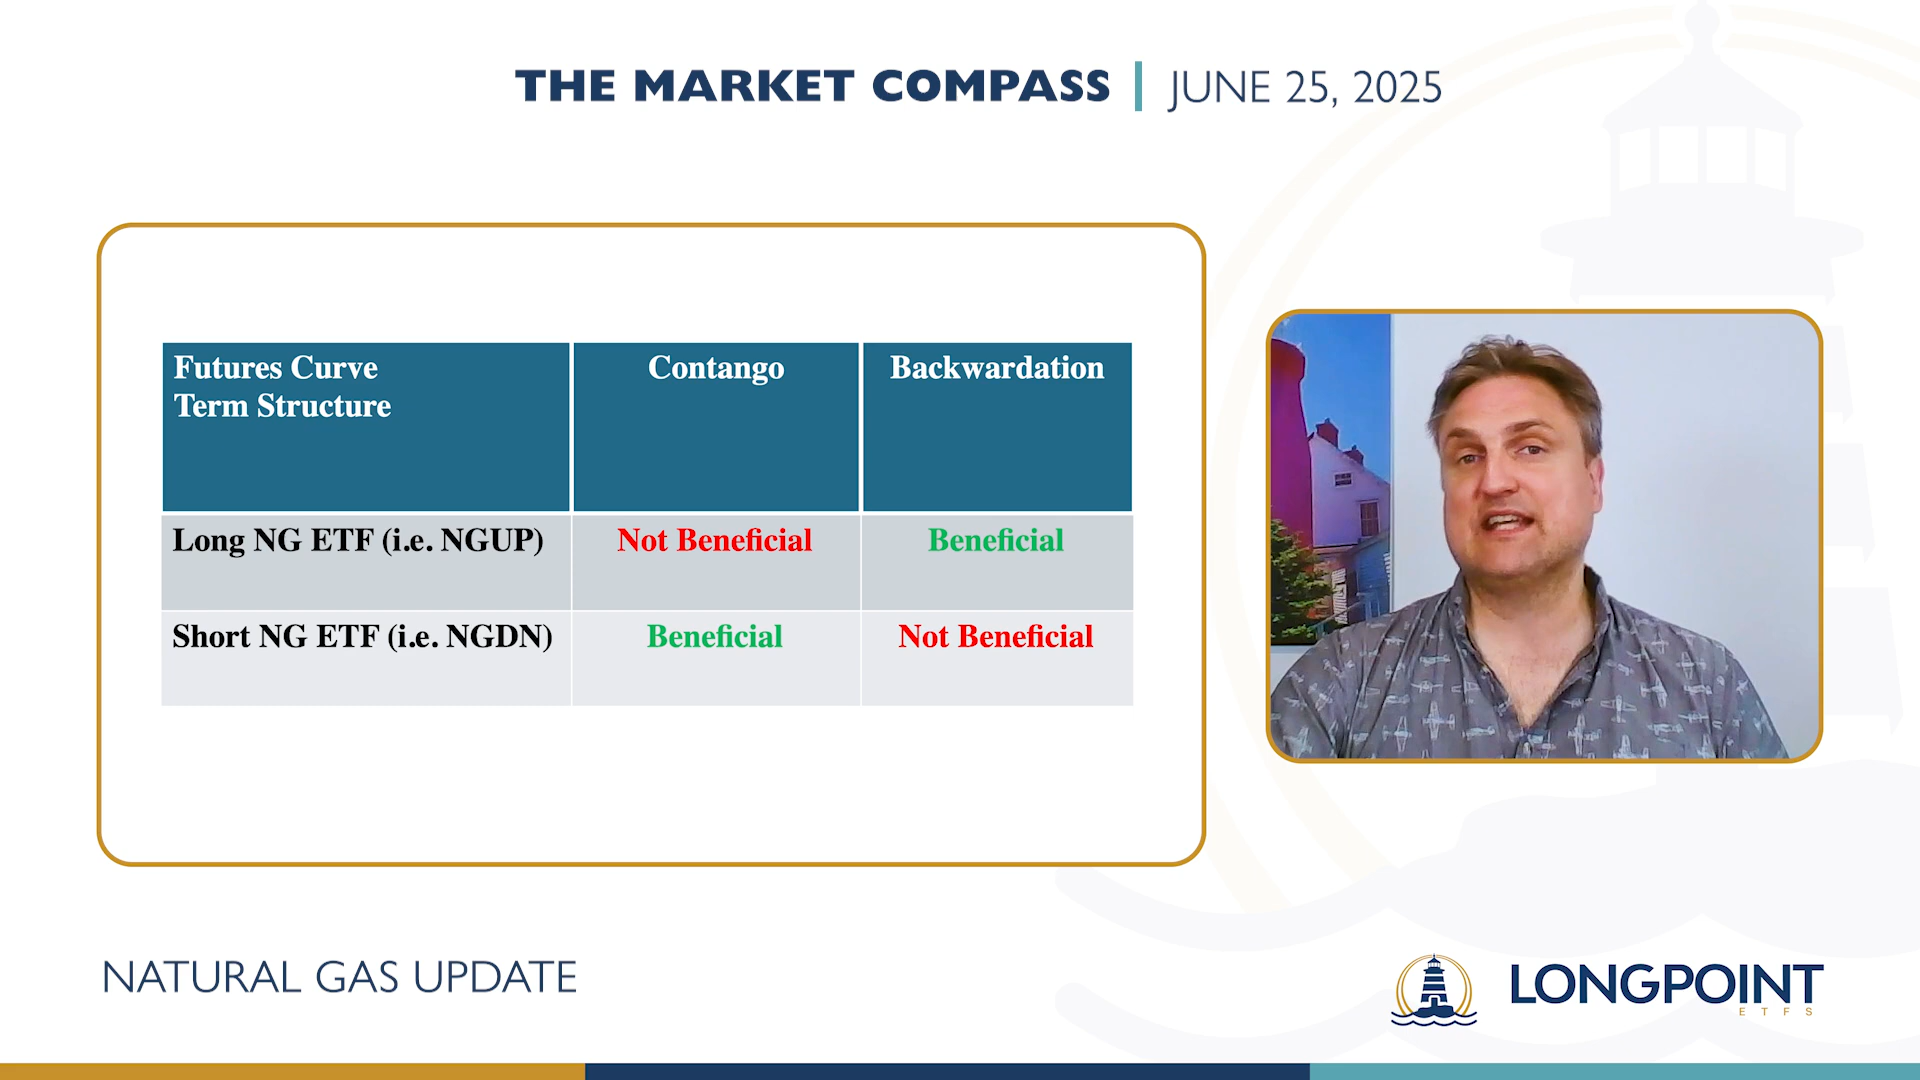 THE MARKET COMPASS | JUNE 25, 2025
Futures Curve
Term Structure
Contango
Backwardation
Long NG ETF (i.e. NGUP)
Not Beneficial
Beneficial
Short NG ETF (i.e. NGDN)
Beneficial
Not Beneficial
NATURAL GAS UPDATE
LONGPOINT
ETFS